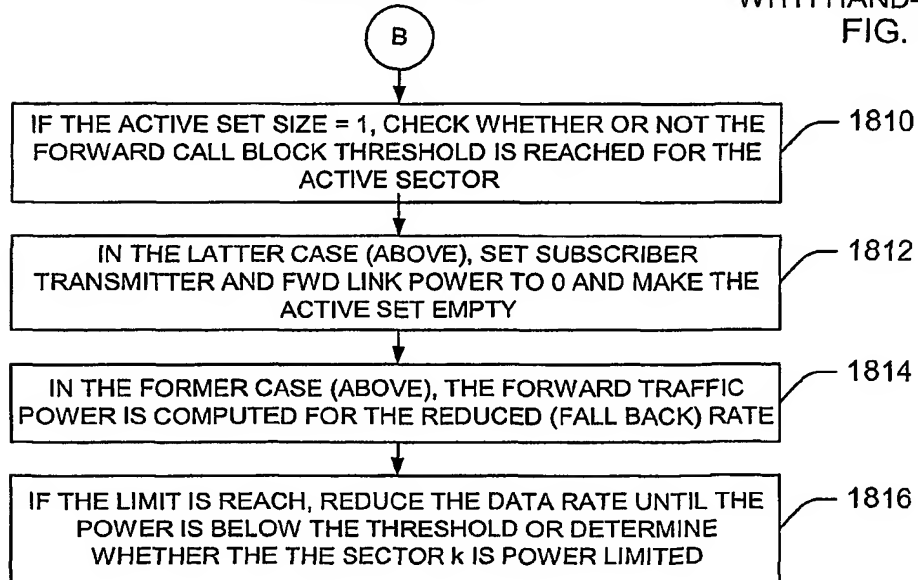 WITH HAND-
FIG.
B
IF THE ACTIVE SET SIZE = 1, CHECK WHETHER OR NOT THE
FORWARD CALL BLOCK THRESHOLD IS REACHED FOR THE
ACTIVE SECTOR
1810
IN THE LATTER CASE (ABOVE), SET SUBSCRIBER
TRANSMITTER AND FWD LINK POWER TO 0 AND MAKE THE
ACTIVE SET EMPTY
1812
IN THE FORMER CASE (ABOVE), THE FORWARD TRAFFIC
POWER IS COMPUTED FOR THE REDUCED (FALL BACK) RATE
1814
IF THE LIMIT IS REACH, REDUCE THE DATA RATE UNTIL THE
POWER IS BELOW THE THRESHOLD OR DETERMINE
WHETHER THE THE SECTOR k IS POWER LIMITED
1816